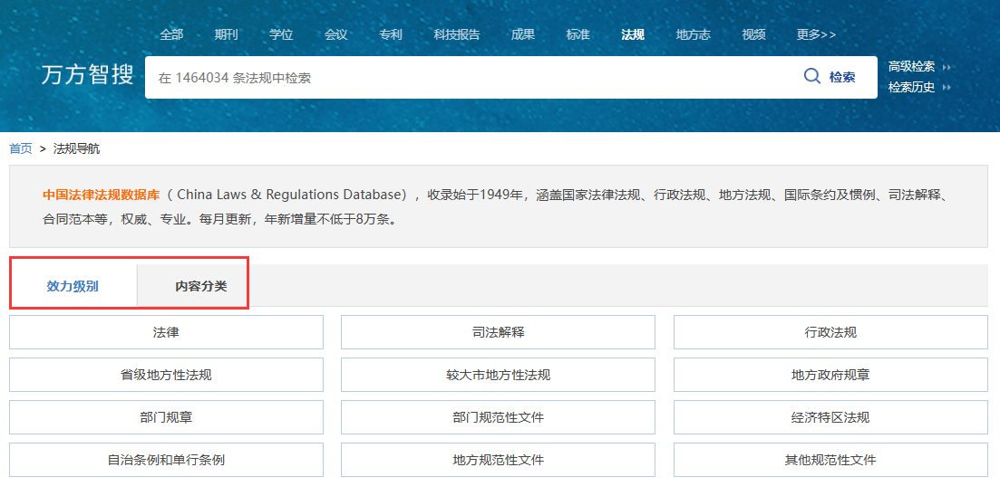 全部 期刊 学位 会议 专利 科技报告 成果 标准 法规 地方志 视频 更多>>
万方智搜 在 1464034 条法规中检索 检索
高级检索
检索历史
首页 > 法规导航
中国法律法规数据库（ China Laws & Regulations Database），收录始于1949年，涵盖国家法律法规、行政法规、地方法规、国际条约及惯例、司法解释、
合同范本等，权威、专业。每月更新，年新增量不低于8万条。
效力级别 内容分类
法律 司法解释 行政法规
省级地方性法规 较大市地方性法规 地方政府规章
部门规章 部门规范性文件 经济特区法规
自治条例和单行条例 地方规范性文件 其他规范性文件